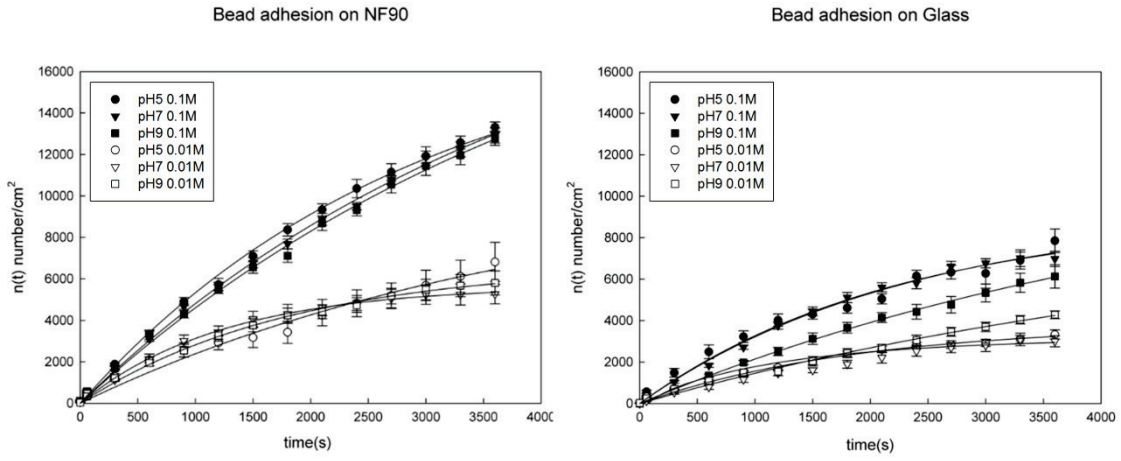 Bead adhesion on NF90
16000
14000
12000
10000
8000
6000
4000
2000
0
n(t) number/cm²
pH5 0.1M
pH7 0.1M
pH9 0.1M
pH5 0.01M
pH7 0.01M
pH9 0.01M
0 500 1000 1500 2000 2500 3000 3500 4000
time(s)
Bead adhesion on Glass
16000
14000
12000
10000
8000
6000
4000
2000
0
n(t) number/cm²
pH5 0.1M
pH7 0.1M
pH9 0.1M
pH5 0.01M
pH7 0.01M
pH9 0.01M
0 500 1000 1500 2000 2500 3000 3500 4000
time(s)